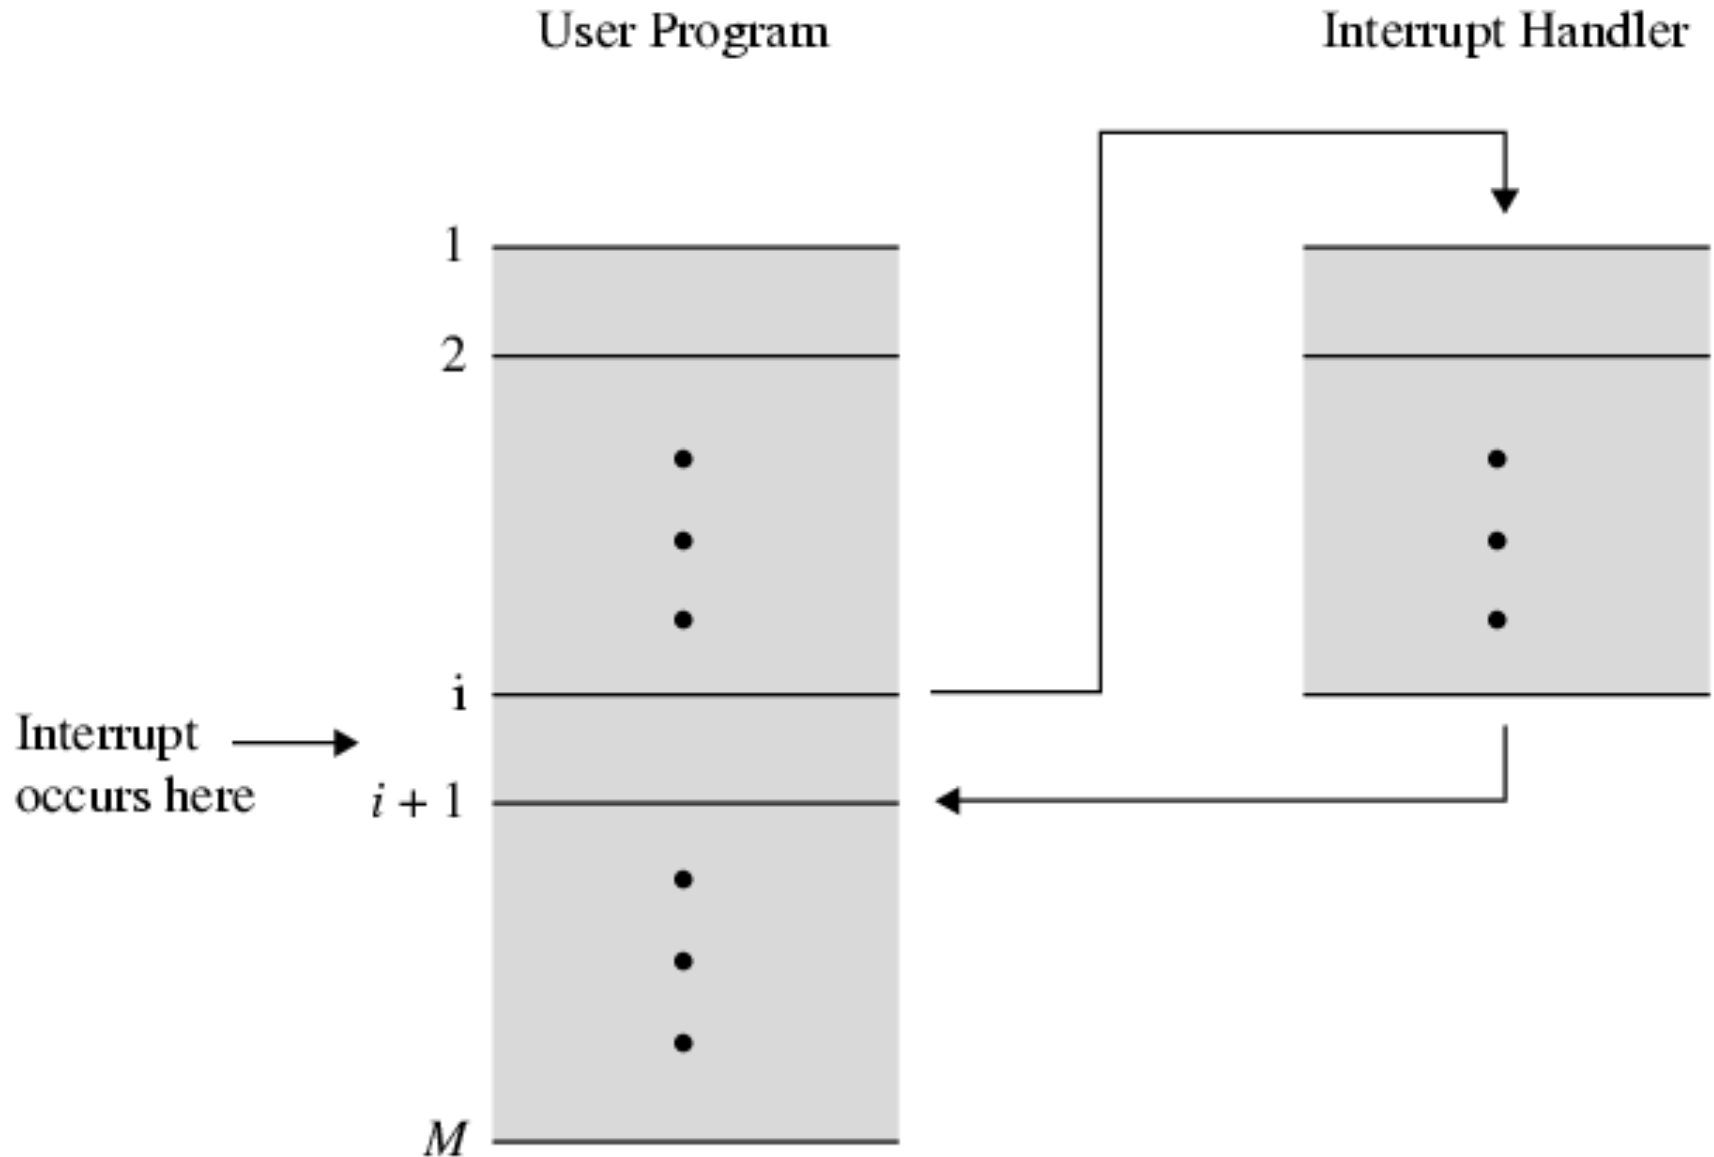 User Program
Interrupt Handler
1
2
i
Interrupt
occurs here
i + 1
M